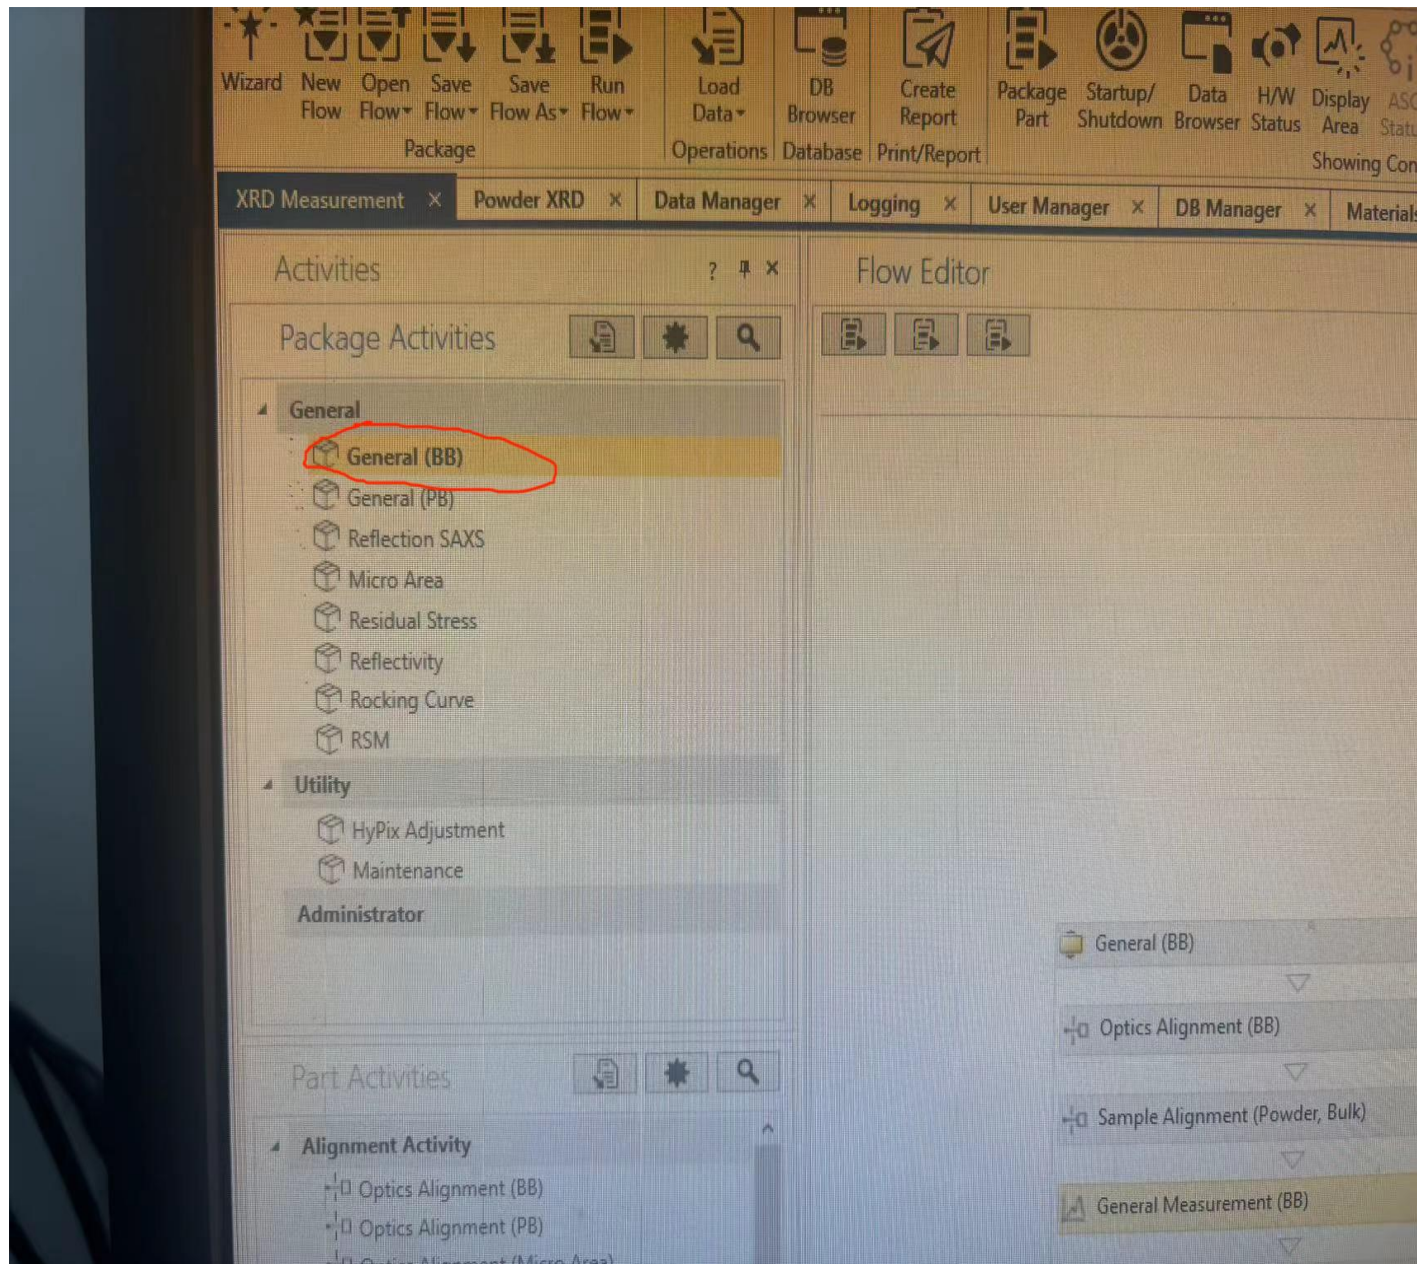 Wizard New Flow Open Flow Save Flow Save Flow As Run Flow Load Data DB Browser Create Report Package Part Startup/ Shutdown Data Browser H/W Status Display Area
Package Operations Database Print/Report Showing
XRD Measurement × Powder XRD × Data Manager × Logging × User Manager × DB Manager ×
Activities ? ×
Flow Editor
Package Activities
General
General (BB)
General (PB)
Reflection SAXS
Micro Area
Residual Stress
Reflectivity
Rocking Curve
RSM
Utility
HyPix Adjustment
Maintenance
Administrator
General (BB)
Optics Alignment (BB)
Sample Alignment (Powder, Bulk)
General Measurement (BB)
Part Activities
Alignment Activity
Optics Alignment (BB)
Optics Alignment (PB)